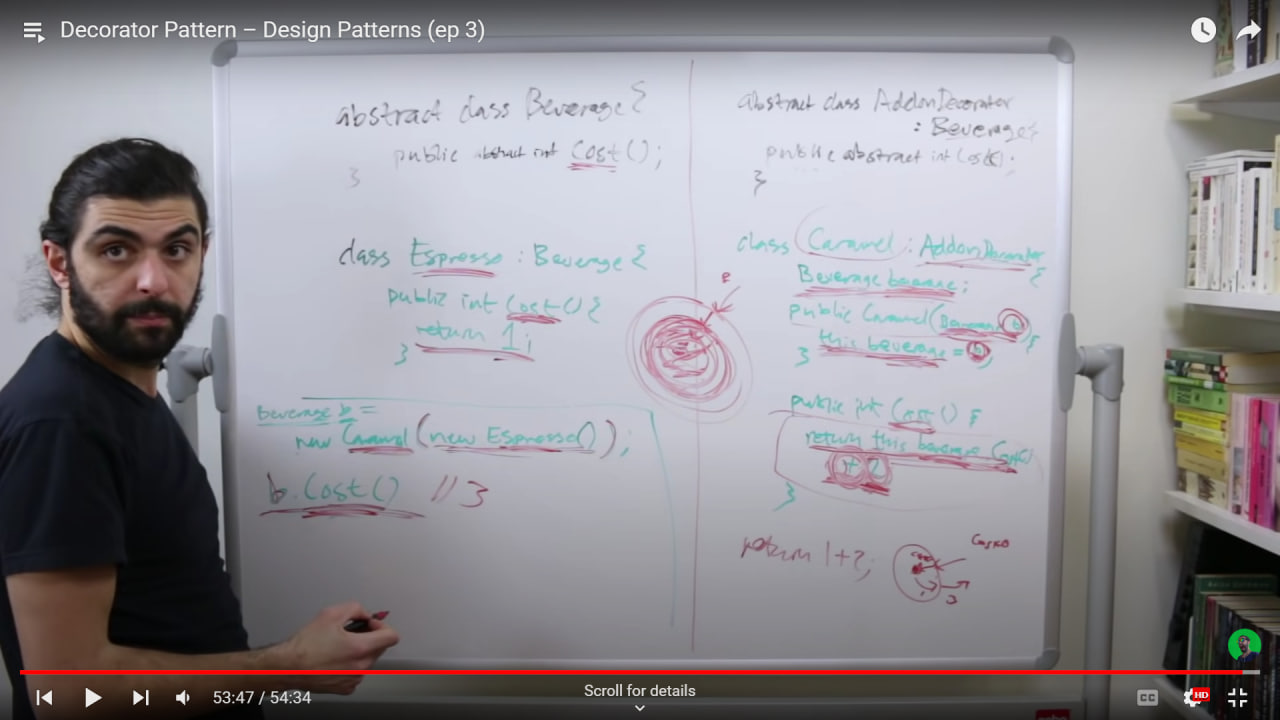 Decorator Pattern – Design Patterns (ep 3)
abstract class Beverage {
public abstract int Cost();
}
class Espresso : Beverage {
public int Cost() {
return 1;
}
beverage b =
new Caramel (new Espresso());
b.Cost() // 3
abstract class AddonDecorator
: Beverage {
public abstract int Cost();
}
class Caramel : AddonDecorator
{
Beverage beverage;
public Caramel (Beverage b) {
this.beverage = b;
}
public int Cost() {
return this.beverage.Cost()
+ 2
}
return 1+2;
3
53:47 / 54:34
Scroll for details
CC
HD